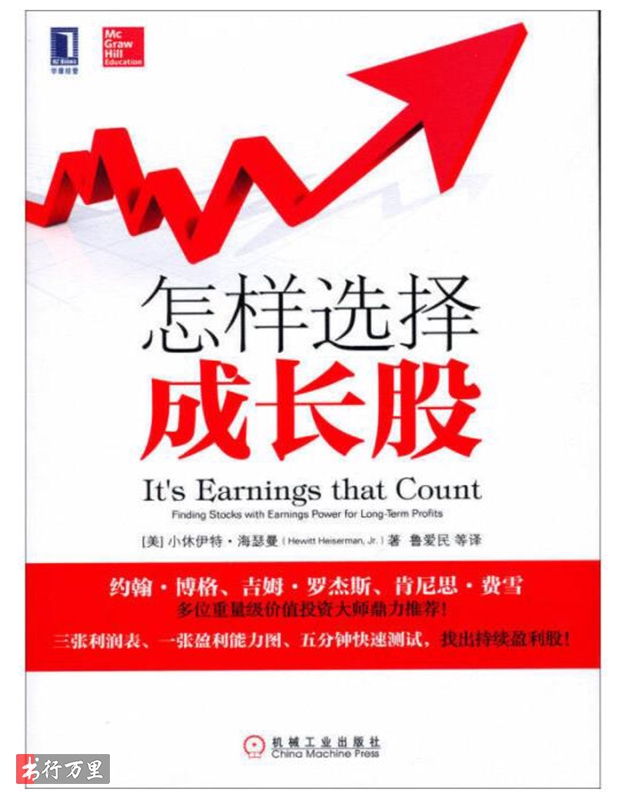 Mc
Graw
Hill
Education
华章经管
怎样选择
成长股
It's Earnings that Count
Finding Stocks with Earnings Power for Long-Term Profits
[美] 小休伊特·海瑟曼 (Hewitt Heiserman, Jr.) 著 鲁爱民 等译
约翰·博格、吉姆·罗杰斯、肯尼思·费雪
多位重量级价值投资大师鼎力推荐!
三张利润表、一张盈利能力图、五分钟快速测试,找出持续盈利股!
机械工业出版社
China Machine Press
书行万里